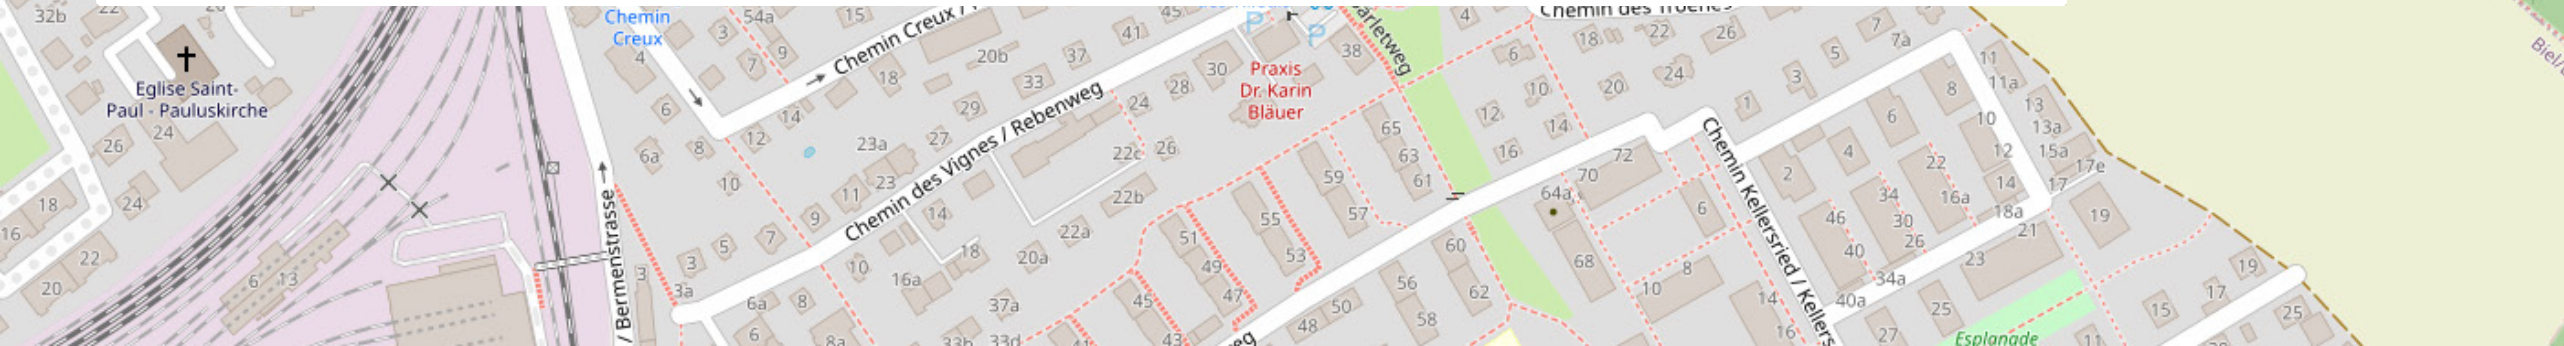 32b
54a
15
Chemin
Creux
Chemin Creux /
45
41
4
Chemin des Troènes
18
22
26
7
7a
Eglise Saint-
Paul - Pauluskirche
24
26
4
3
7
9
18
20b
37
33
30
28
24
29
38
Praxis
Dr. Karin
Bläuer
6
5
3
1
24
20
10
12
14
16
11
11a
8
13
13a
10
6
6
6a
8
12
14
23a
27
Chemin des Vignes / Rebenweg
22c
26
65
63
61
72
70
64a
Chemin Kellersried / Kellers
2
4
22
12
14
15a
17e
17
10
23
11
9
7
5
3
3a
14
18
22b
22a
20a
16a
10
59
57
55
53
51
49
47
45
43
41
60
56
62
58
50
48
68
6
8
10
14
16
46
34
30
40
26
16a
18a
21
19
23
34a
40a
25
27
18
24
16
22
20
6
13
/ Bermenstrasse
3
6a
8
6
8a
37a
33b
33d
19
17
15
25
11
Esplanade